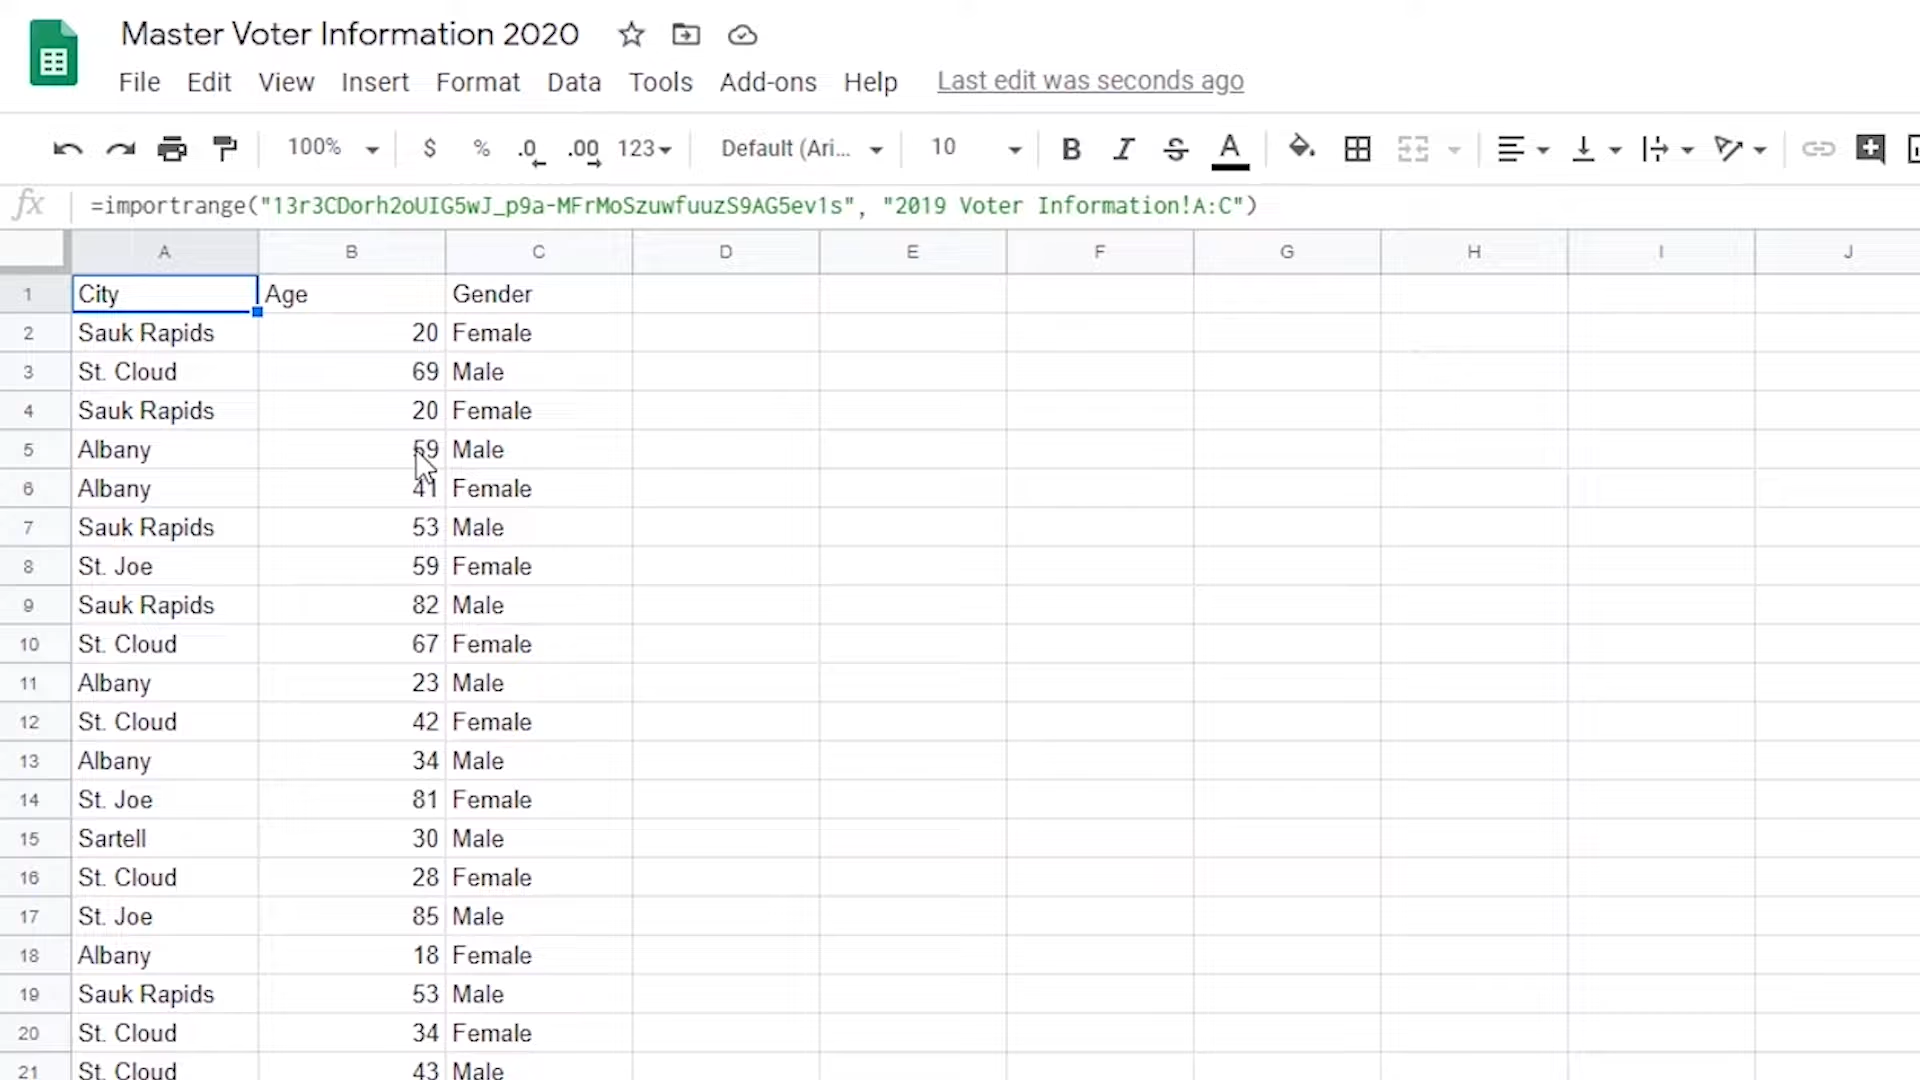 Master Voter Information 2020
File Edit View Insert Format Data Tools Add-ons Help Last edit was seconds ago
100% $ % .0 .00 123 Default (Ari... 10 B I S A
fx =importrange("13r3CDorh2oUIG5wJ_p9a-MFrMoSzuwfuuzS9AG5ev1s", "2019 Voter Information!A:C")
A B C D E F G H I J
1 City Age Gender
2 Sauk Rapids 20 Female
3 St. Cloud 69 Male
4 Sauk Rapids 20 Female
5 Albany 59 Male
6 Albany 41 Female
7 Sauk Rapids 53 Male
8 St. Joe 59 Female
9 Sauk Rapids 82 Male
10 St. Cloud 67 Female
11 Albany 23 Male
12 St. Cloud 42 Female
13 Albany 34 Male
14 St. Joe 81 Female
15 Sartell 30 Male
16 St. Cloud 28 Female
17 St. Joe 85 Male
18 Albany 18 Female
19 Sauk Rapids 53 Male
20 St. Cloud 34 Female
21 St. Cloud 43 Male